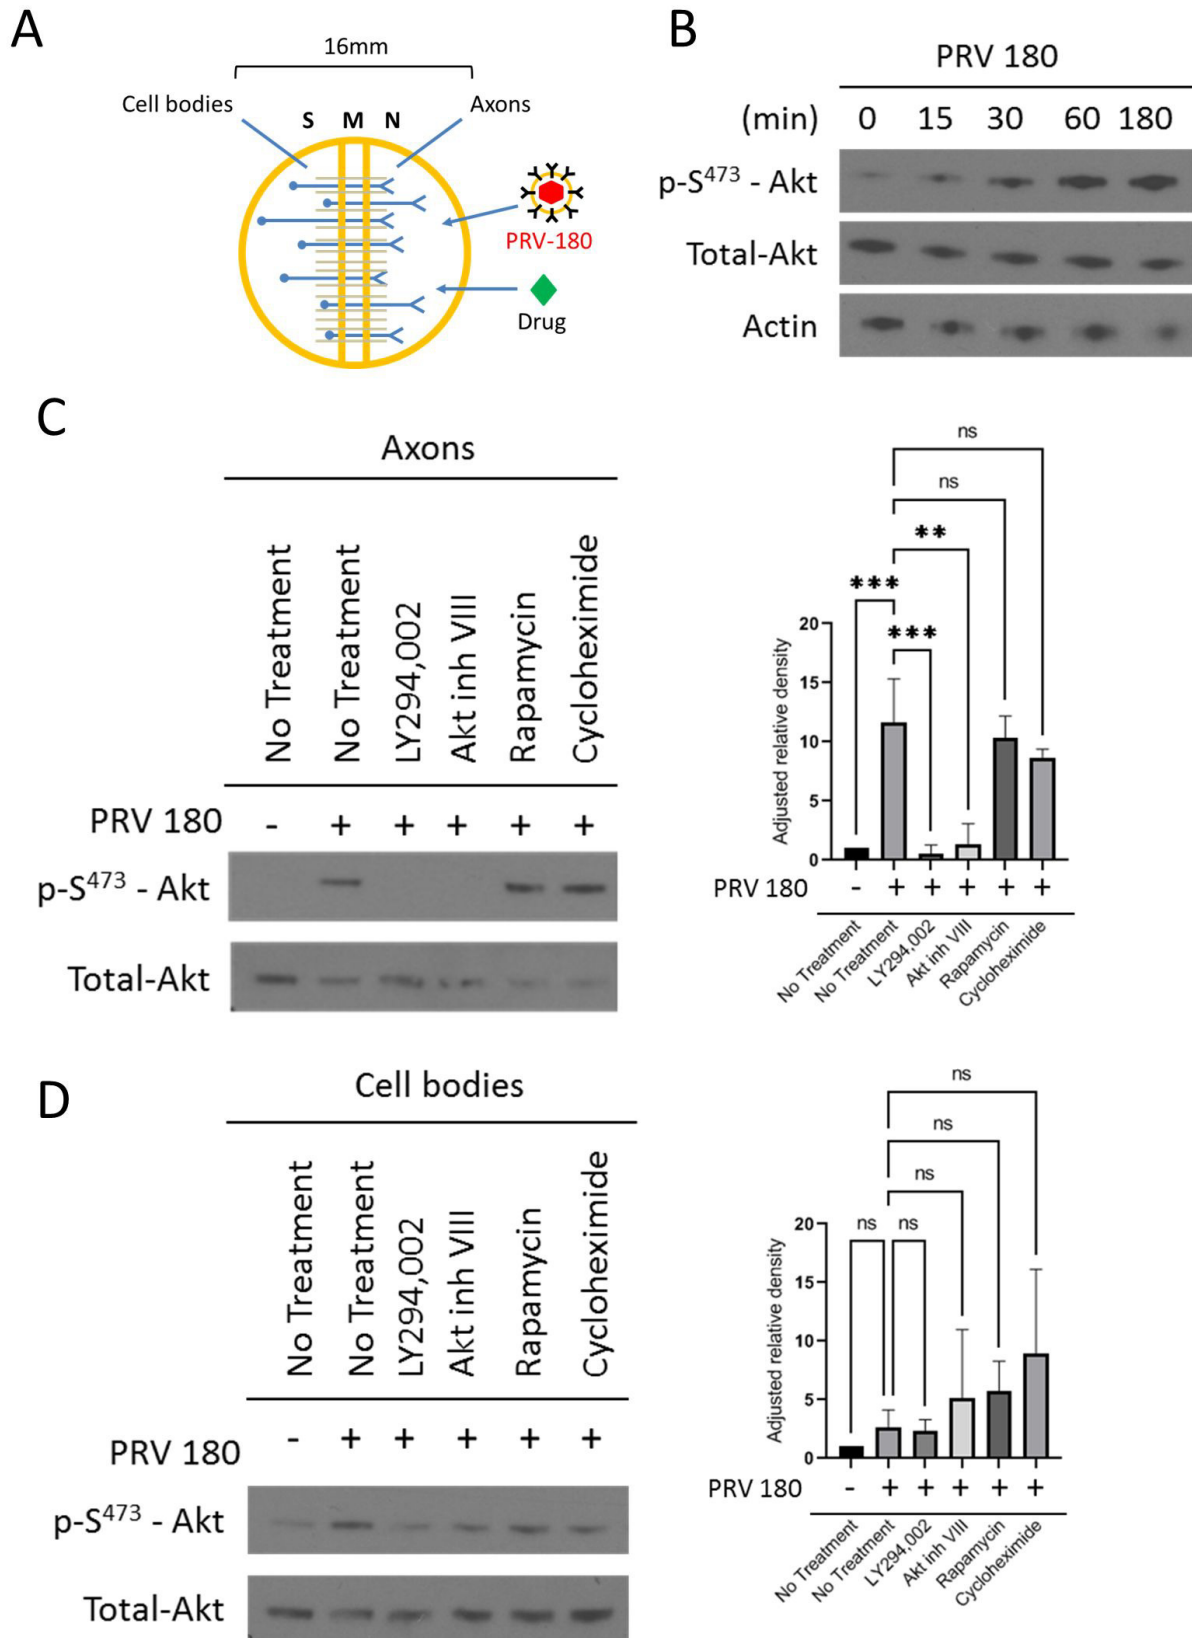 A
16mm
Cell bodies
Axons
S M N
PRV-180
Drug
B
PRV 180
(min) 0 15 30 60 180
p-S473 - Akt
Total-Akt
Actin
C
Axons
No Treatment
No Treatment
LY294,002
Akt inh VIII
Rapamycin
Cycloheximide
PRV 180 - + + + + +
p-S473 - Akt
Total-Akt
ns
ns
**
***
***
Adjusted relative density
20
15
10
5
0
PRV 180 - + + + + +
No Treatment
No Treatment
LY294,002
Akt inh VIII
Rapamycin
Cycloheximide
D
Cell bodies
No Treatment
No Treatment
LY294,002
Akt inh VIII
Rapamycin
Cycloheximide
PRV 180 - + + + + +
p-S473 - Akt
Total-Akt
ns
ns
ns
ns ns
Adjusted relative density
20
15
10
5
0
PRV 180 - + + + + +
No Treatment
No Treatment
LY294,002
Akt inh VIII
Rapamycin
Cycloheximide